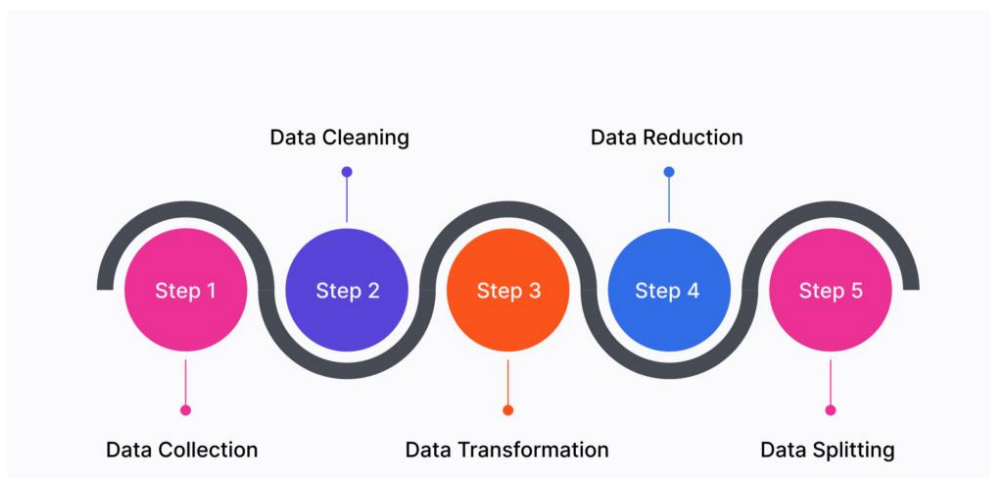 Data Cleaning
Data Reduction
Step 1
Step 2
Step 3
Step 4
Step 5
Data Collection
Data Transformation
Data Splitting